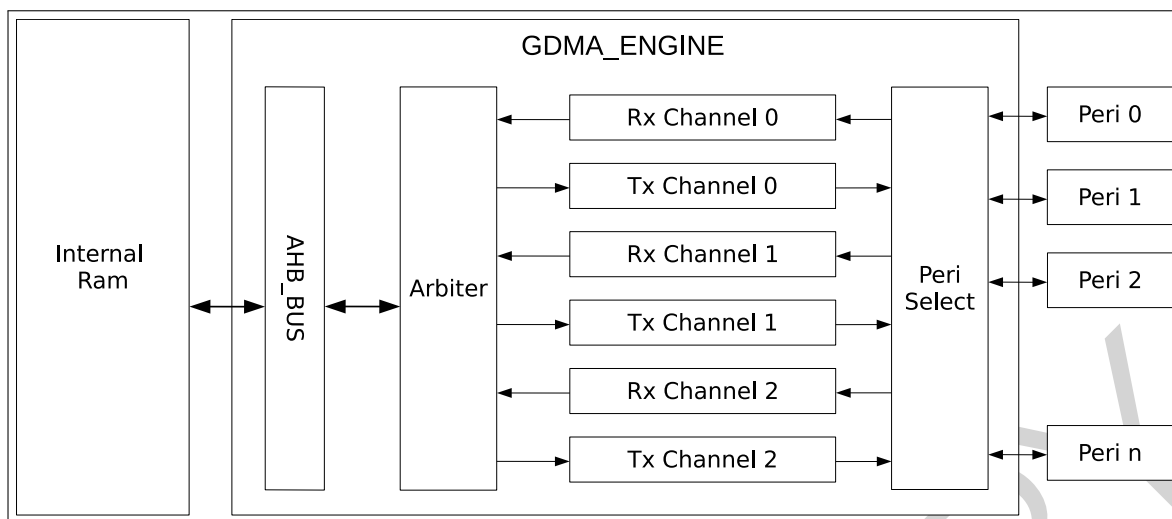 GDMA_ENGINE
Internal
Ram
AHB_BUS
Arbiter
Rx Channel 0
Tx Channel 0
Rx Channel 1
Tx Channel 1
Rx Channel 2
Tx Channel 2
Peri
Select
Peri 0
Peri 1
Peri 2
Peri n